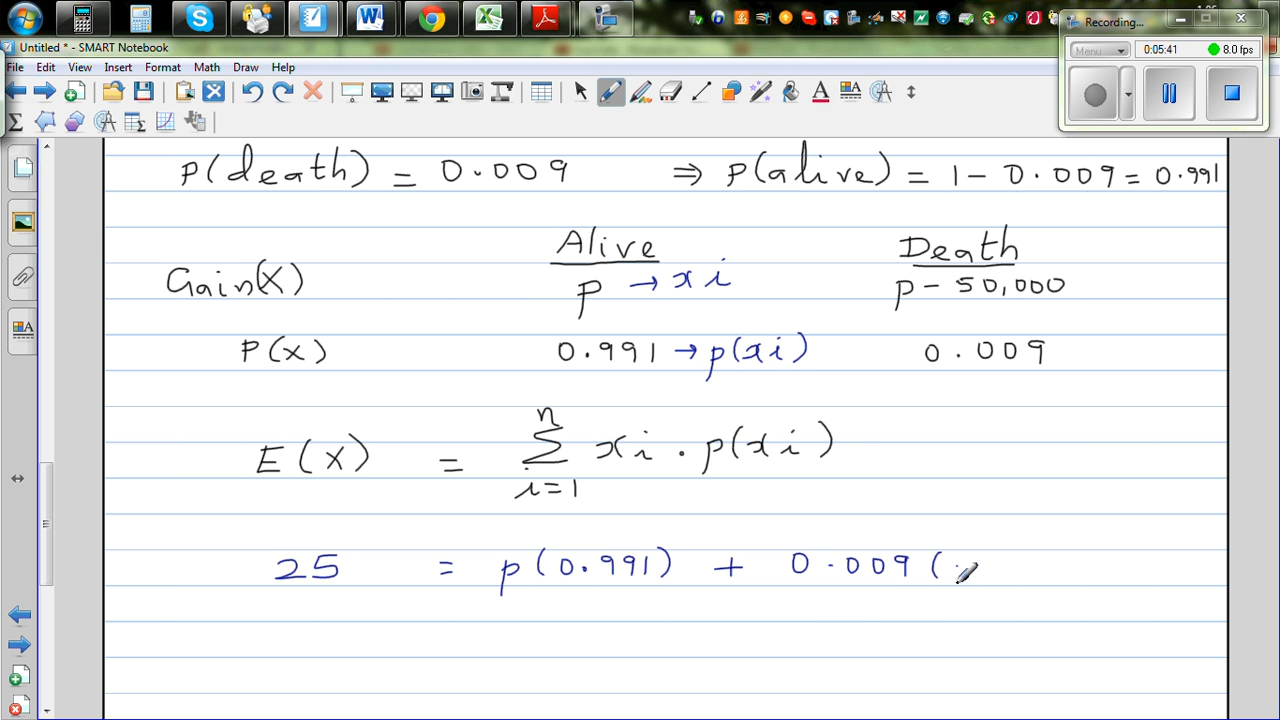 Untitled * - SMART Notebook
File Edit View Insert Format Math Draw Help
Recording...
Menu 0:05:41 8.0 fps
P(death) = 0.009 ⇒ P(alive) = 1 - 0.009 = 0.991
Alive Death
Gain(X) p → xi p - 50,000
P(x) 0.991 → p(xi) 0.009
n
E(X) = Σ xi . p(xi)
i=1
25 = p(0.991) + 0.009 (